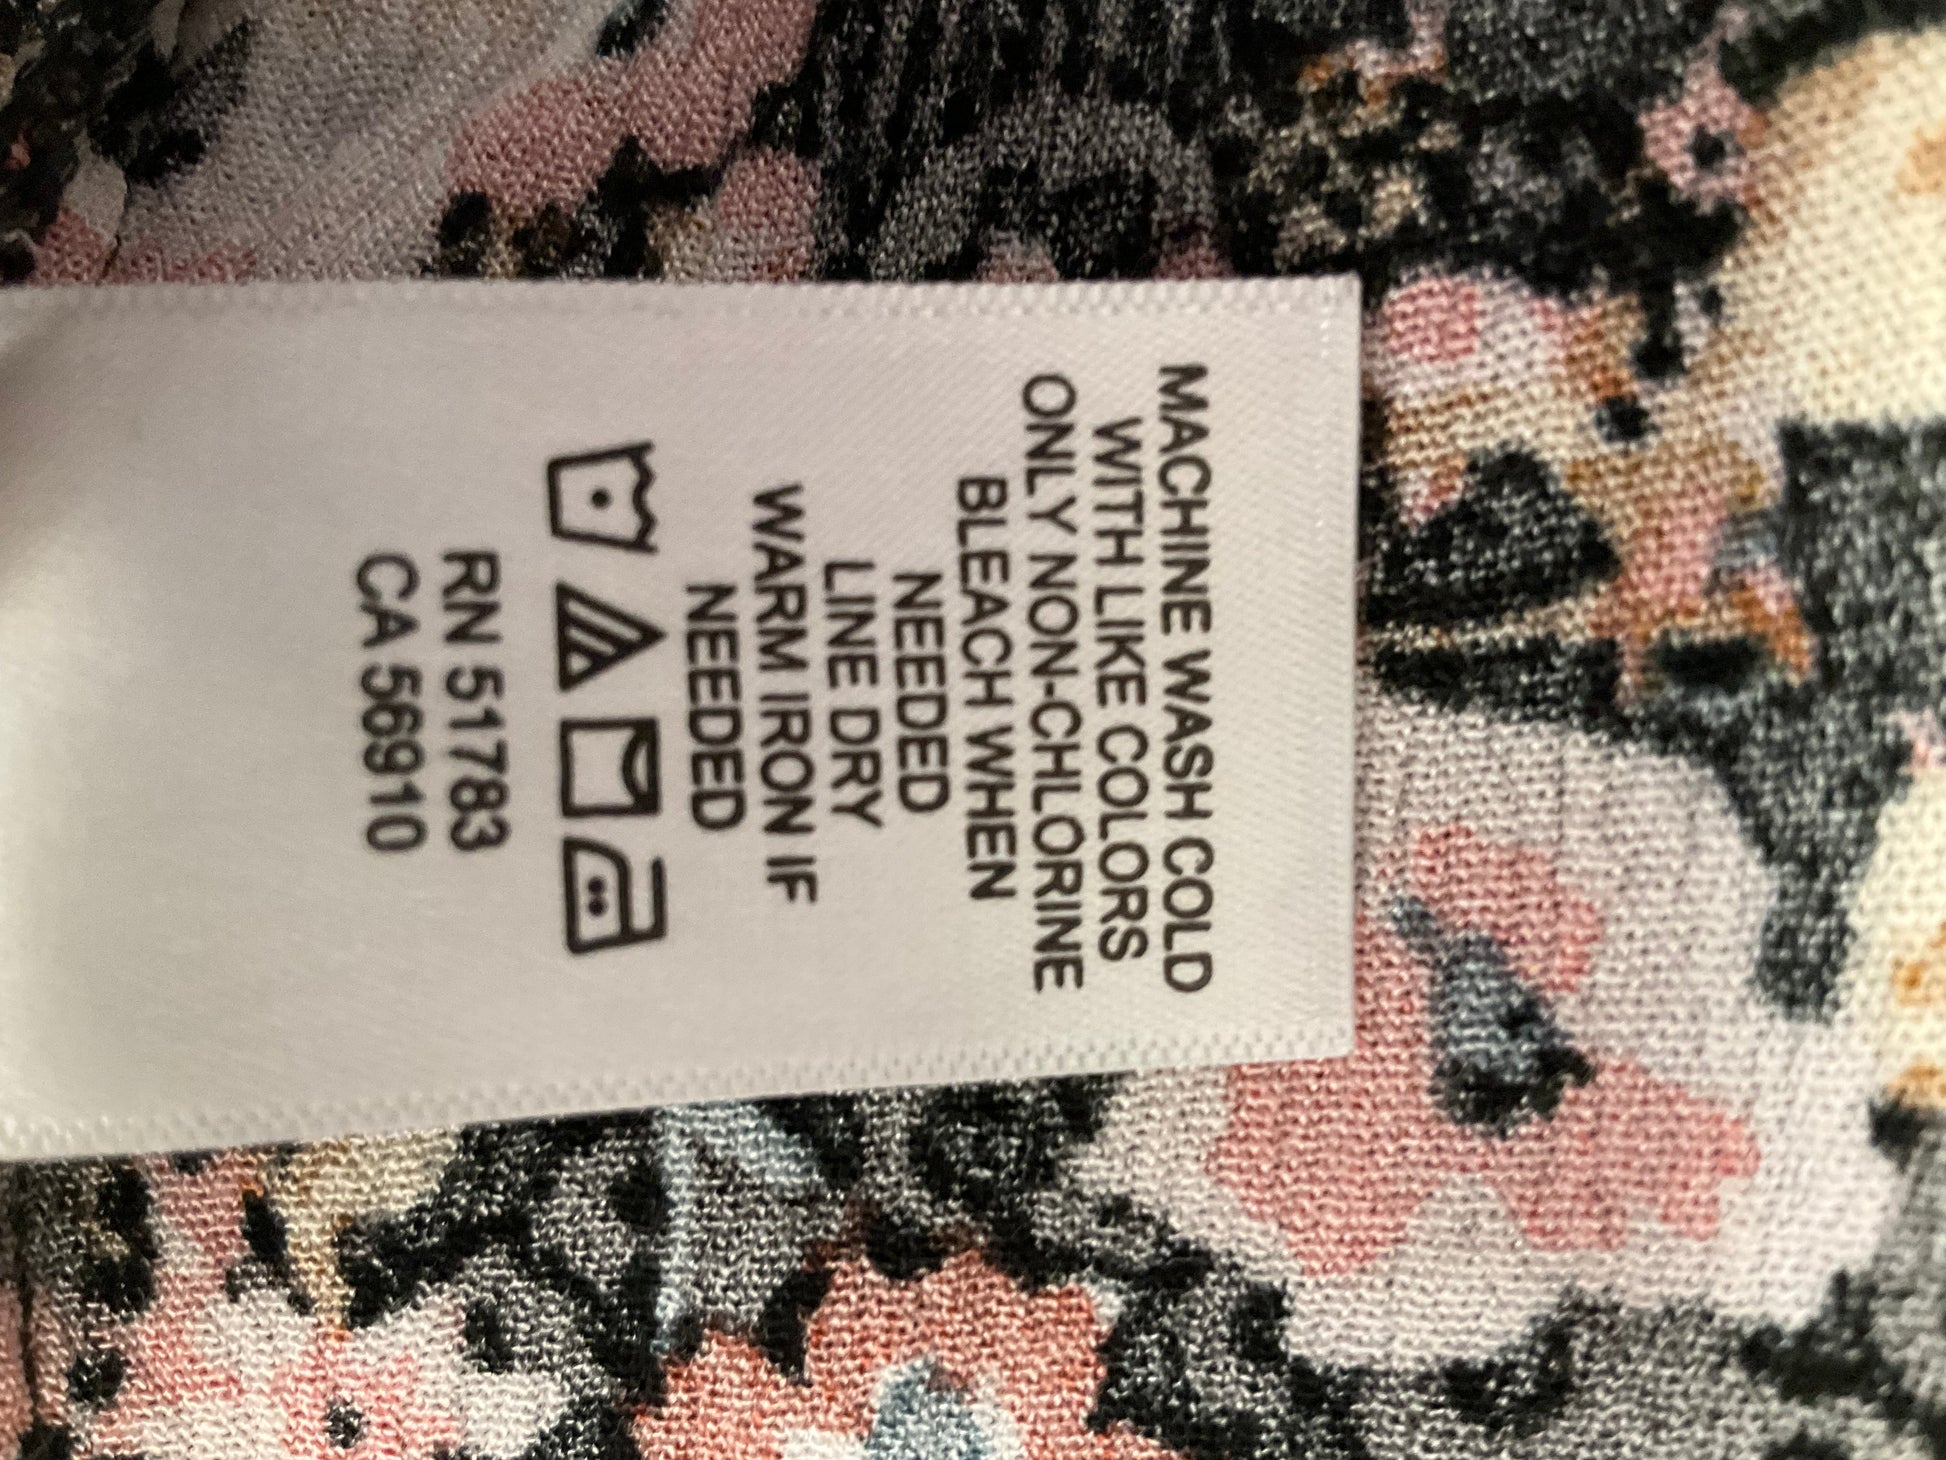 MACHINE WASH COLD
WITH LIKE COLORS
ONLY NON-CHLORINE
BLEACH WHEN
NEEDED
LINE DRY
WARM IRON IF
NEEDED
RN 51783
CA 56910